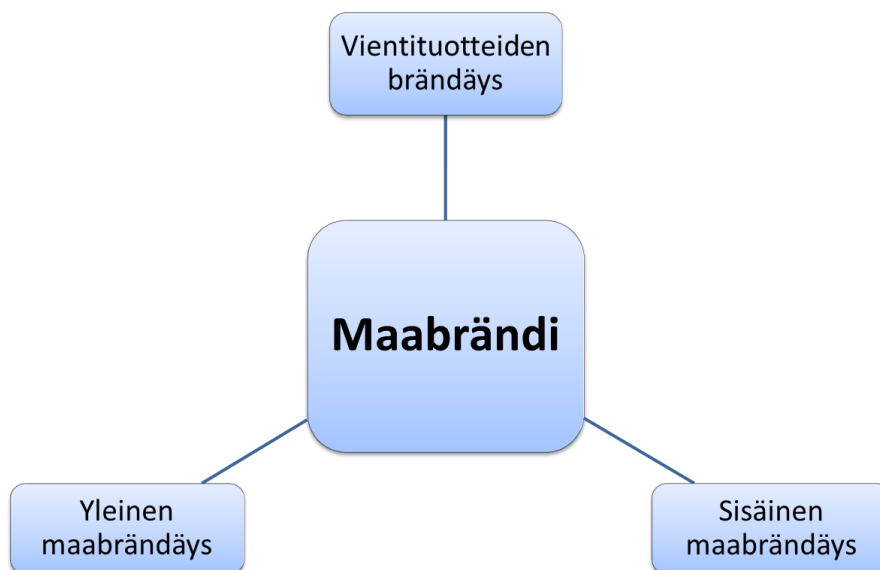 Vientituotteiden
brändäys
Maabrändi
Yleinen
maabrändäys
Sisäinen
maabrändäys